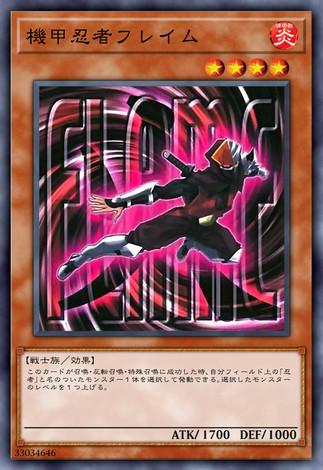 機甲忍者フレイム
炎
FLAME
【戦士族／効果】
このカードが召喚・反転召喚・特殊召喚に成功した時、自分フィールド上の「忍
者」と名のついたモンスター１体を選択して発動できる。選択したモンスター
のレベルを１つ上げる。
ATK/1700 DEF/1000
33034646